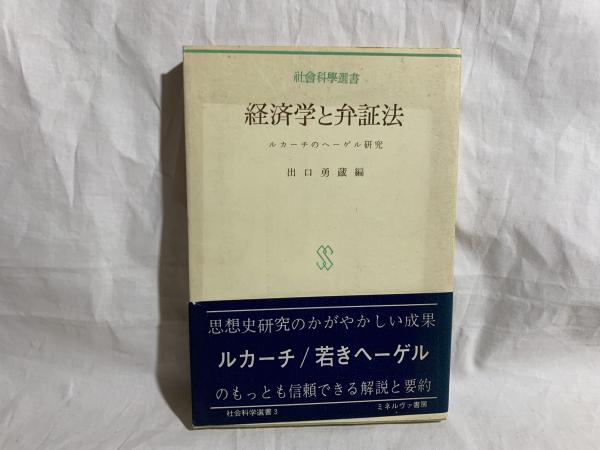 社會科學選書
経済学と弁証法
ルカーチのヘーゲル研究
出口勇蔵編
思想史研究のかがやかしい成果
ルカーチ/若きヘーゲル
のもっとも信頼できる解説と要約
社会科学選書3 ミネルヴァ書房